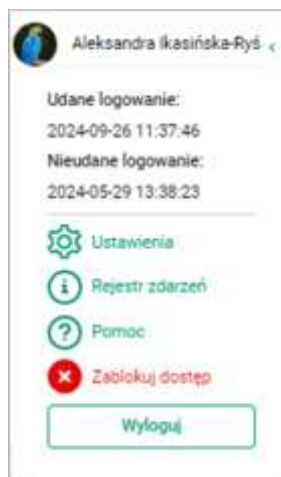 Aleksandra Ikasińska-Ryś
Udane logowanie:
2024-09-26 11:37:46
Nieudane logowanie:
2024-05-29 13:38:23
Ustawienia
Rejestr zdarzeń
Pomoc
Zablokuj dostęp
Wyloguj